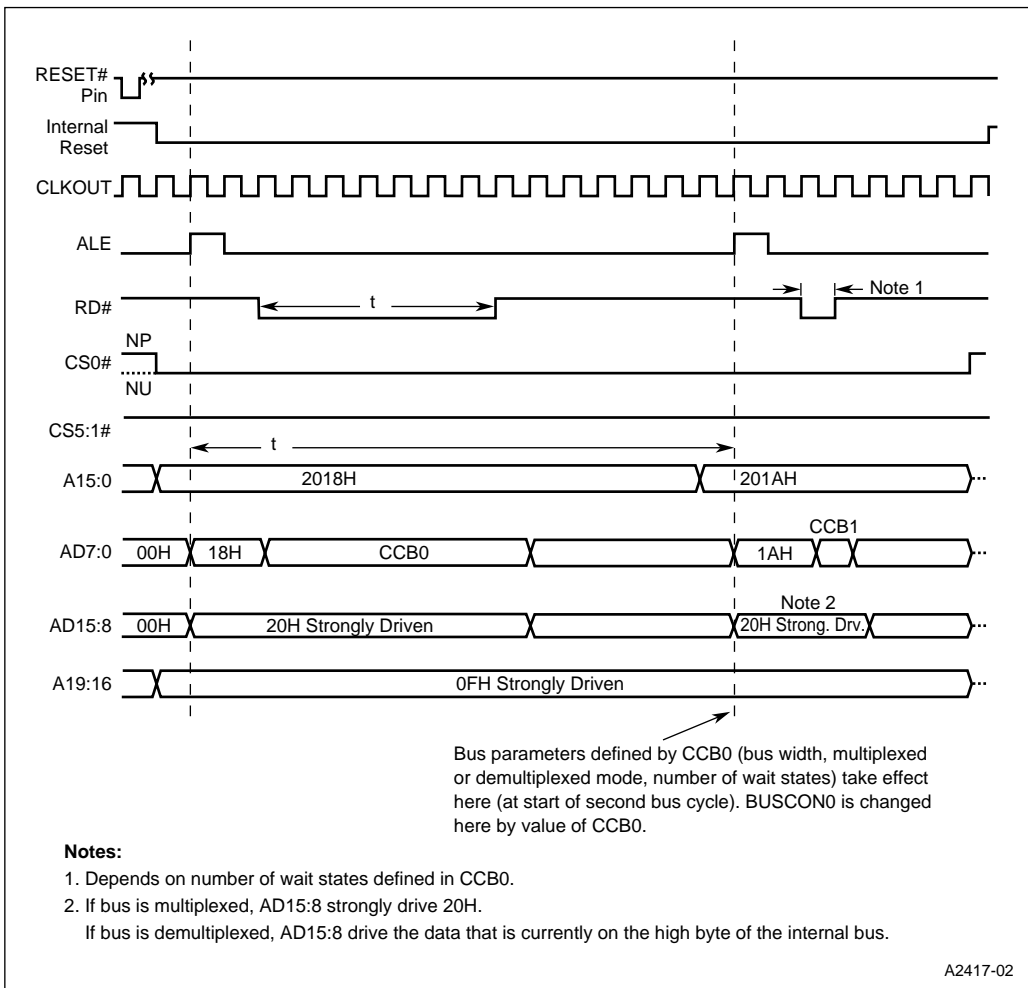 RESET#
Pin
Internal
Reset
CLKOUT
ALE
RD#
t
Note 1
NP
CS0#
NU
CS5:1#
t
A15:0
2018H
201AH
CCB1
AD7:0
00H
18H
CCB0
1AH
Note 2
AD15:8
00H
20H Strongly Driven
20H Strong. Drv.
A19:16
0FH Strongly Driven
Bus parameters defined by CCB0 (bus width, multiplexed
or demultiplexed mode, number of wait states) take effect
here (at start of second bus cycle). BUSCON0 is changed
here by value of CCB0.
Notes:
1. Depends on number of wait states defined in CCB0.
2. If bus is multiplexed, AD15:8 strongly drive 20H.
If bus is demultiplexed, AD15:8 drive the data that is currently on the high byte of the internal bus.
A2417-02